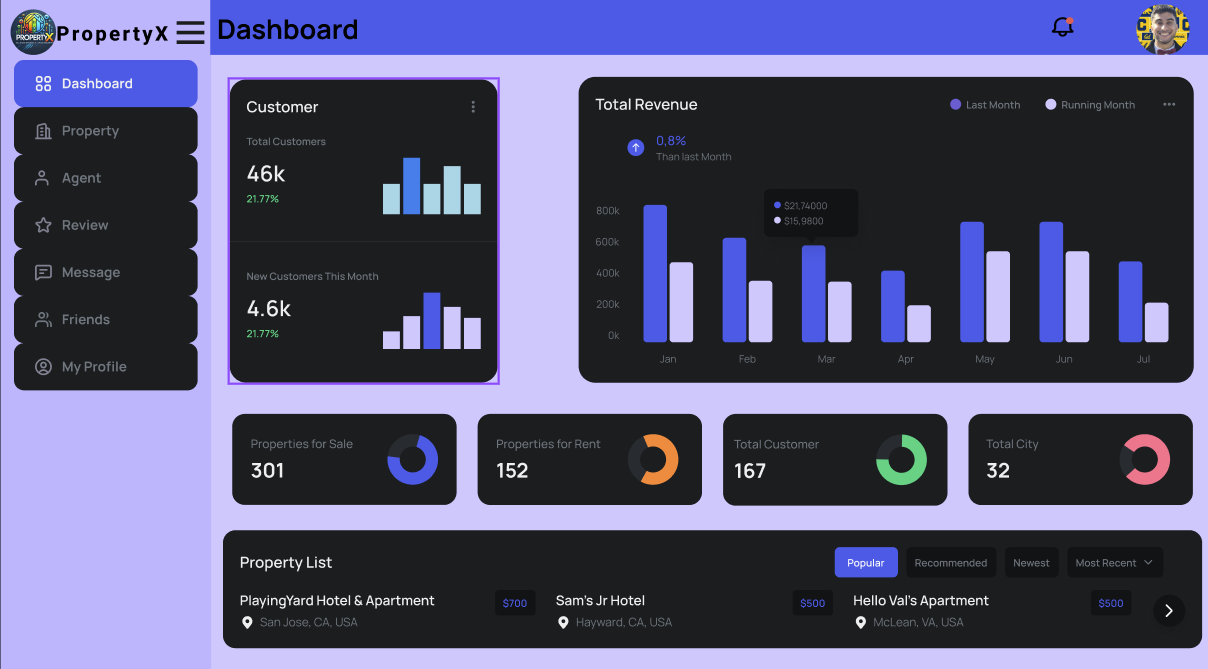 PROPERTYX
PropertyX
Dashboard
Dashboard
Property
Agent
Review
Message
Friends
My Profile
Customer
Total Customers
46k
21.77%
New Customers This Month
4.6k
21.77%
Total Revenue
Last Month
Running Month
0,8%
Than last Month
$21,74000
$15,9800
800k
600k
400k
200k
0k
Jan Feb Mar Apr May Jun Jul
Properties for Sale
301
Properties for Rent
152
Total Customer
167
Total City
32
Property List
Popular
Recommended
Newest
Most Recent
PlayingYard Hotel & Apartment
$700
San Jose, CA, USA
Sam's Jr Hotel
$500
Hayward, CA, USA
Hello Val's Apartment
$500
McLean, VA, USA